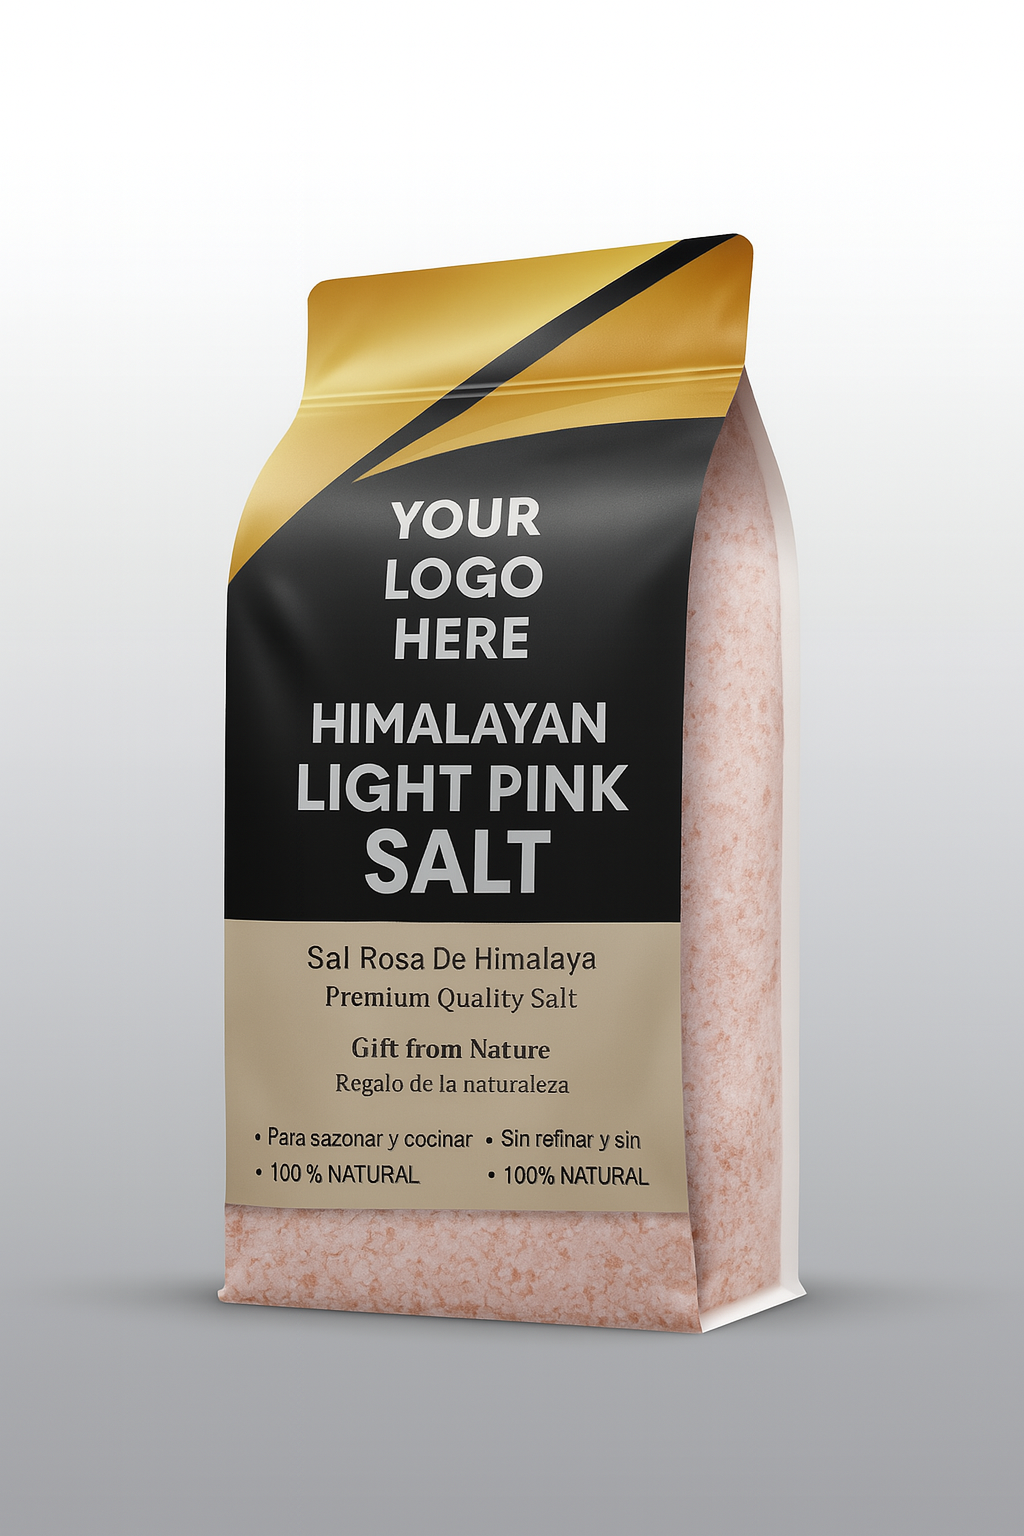 YOUR
LOGO
HERE
HIMALAYAN
LIGHT PINK
SALT
Sal Rosa De Himalaya
Premium Quality Salt
Gift from Nature
Regalo de la naturaleza
• Para sazonar y cocinar • Sin refinar y sin
• 100 % NATURAL • 100% NATURAL